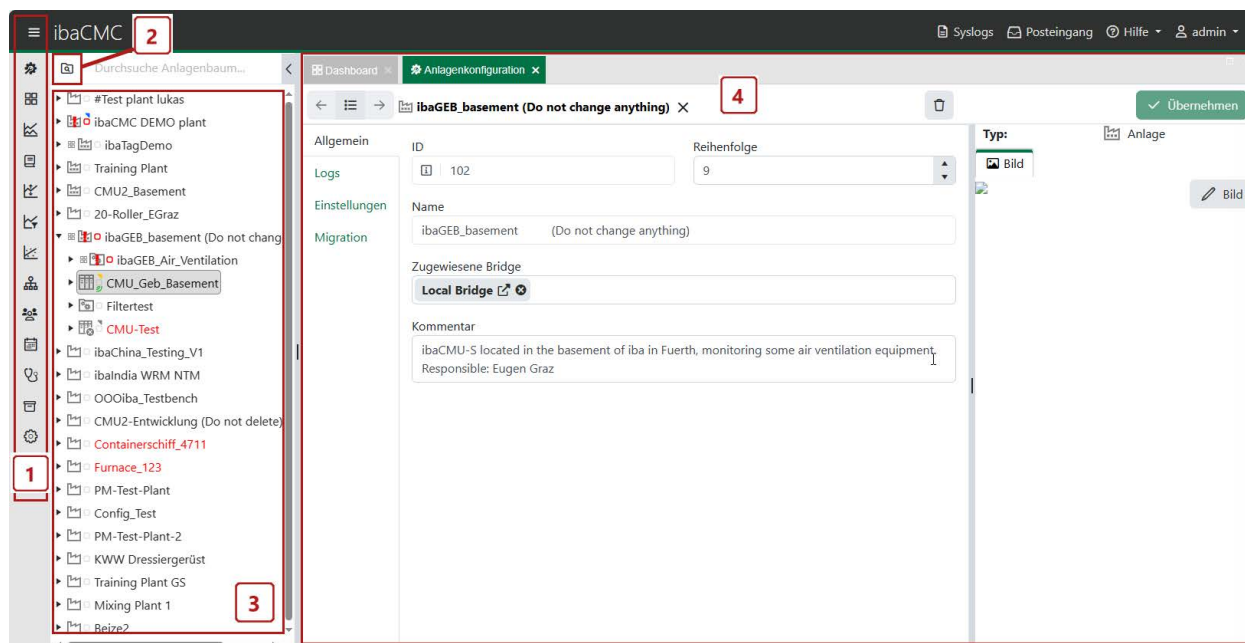 ibaCMC
Syslogs
Posteingang
Hilfe
admin
2
Durchsuche Anlagenbaum...
Dashboard
Anlagenkonfiguration
#Test plant lukas
ibaCMC DEMO plant
ibaTagDemo
Training Plant
CMU2_Basement
20-Roller_EGraz
ibaGEB_basement (Do not chang
ibaGEB_Air_Ventilation
CMU_Geb_Basement
Filtertest
CMU-Test
ibaChina_Testing_V1
ibaIndia WRM NTM
OOOiba_Testbench
CMU2-Entwicklung (Do not delete)
Containerschiff_4711
Furnace_123
PM-Test-Plant
Config_Test
PM-Test-Plant-2
KWW Dressiergerüst
Training Plant GS
Mixing Plant 1
Beize2
1
3
ibaGEB_basement (Do not change anything)
4
Übernehmen
Allgemein
Logs
Einstellungen
Migration
ID
102
Reihenfolge
9
Name
ibaGEB_basement (Do not change anything)
Zugewiesene Bridge
Local Bridge
Kommentar
ibaCMU-S located in the basement of iba in Fuerth, monitoring some air ventilation equipment.
Responsible: Eugen Graz
Typ:
Anlage
Bild
Bild